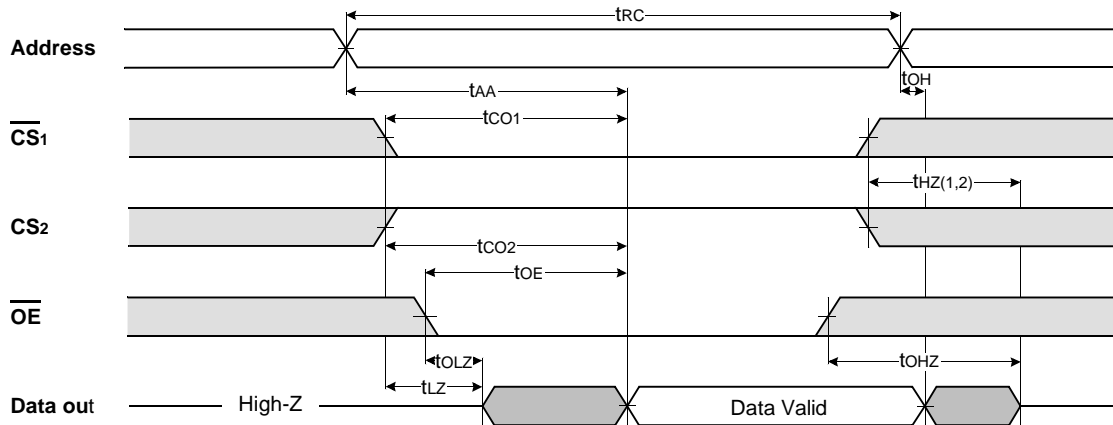 tRC
Address
tOH
tAA
CS1
tCO1
tHZ(1,2)
CS2
tCO2
tOE
OE
tOLZ
tOHZ
tLZ
Data out
High-Z
Data Valid